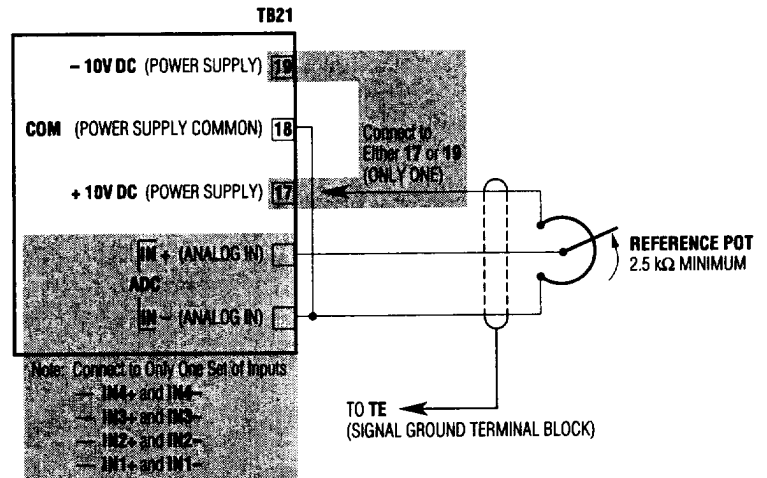 TB21
– 10V DC (POWER SUPPLY) 19
COM (POWER SUPPLY COMMON) 18
Connect to
Either 17 or 19
(ONLY ONE)
+ 10V DC (POWER SUPPLY) 17
IN + (ANALOG IN)
ADC
IN – (ANALOG IN)
REFERENCE POT
2.5 kΩ MINIMUM
Note: Connect to Only One Set of Inputs
— IN4+ and IN4–
— IN3+ and IN3–
— IN2+ and IN2–
— IN1+ and IN1–
TO TE
(SIGNAL GROUND TERMINAL BLOCK)